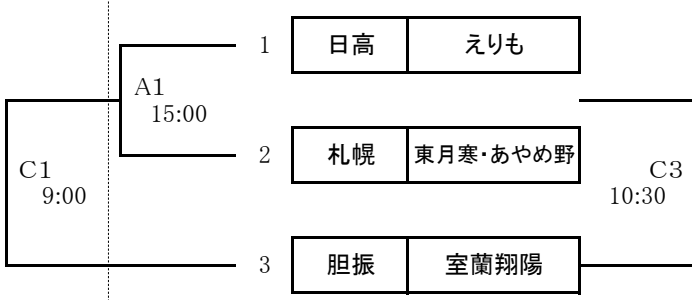 1 日高 えりも
A1
15:00
2 札幌 東月寒・あやめ野
C1
9:00
C3
10:30
3 胆振 室蘭翔陽